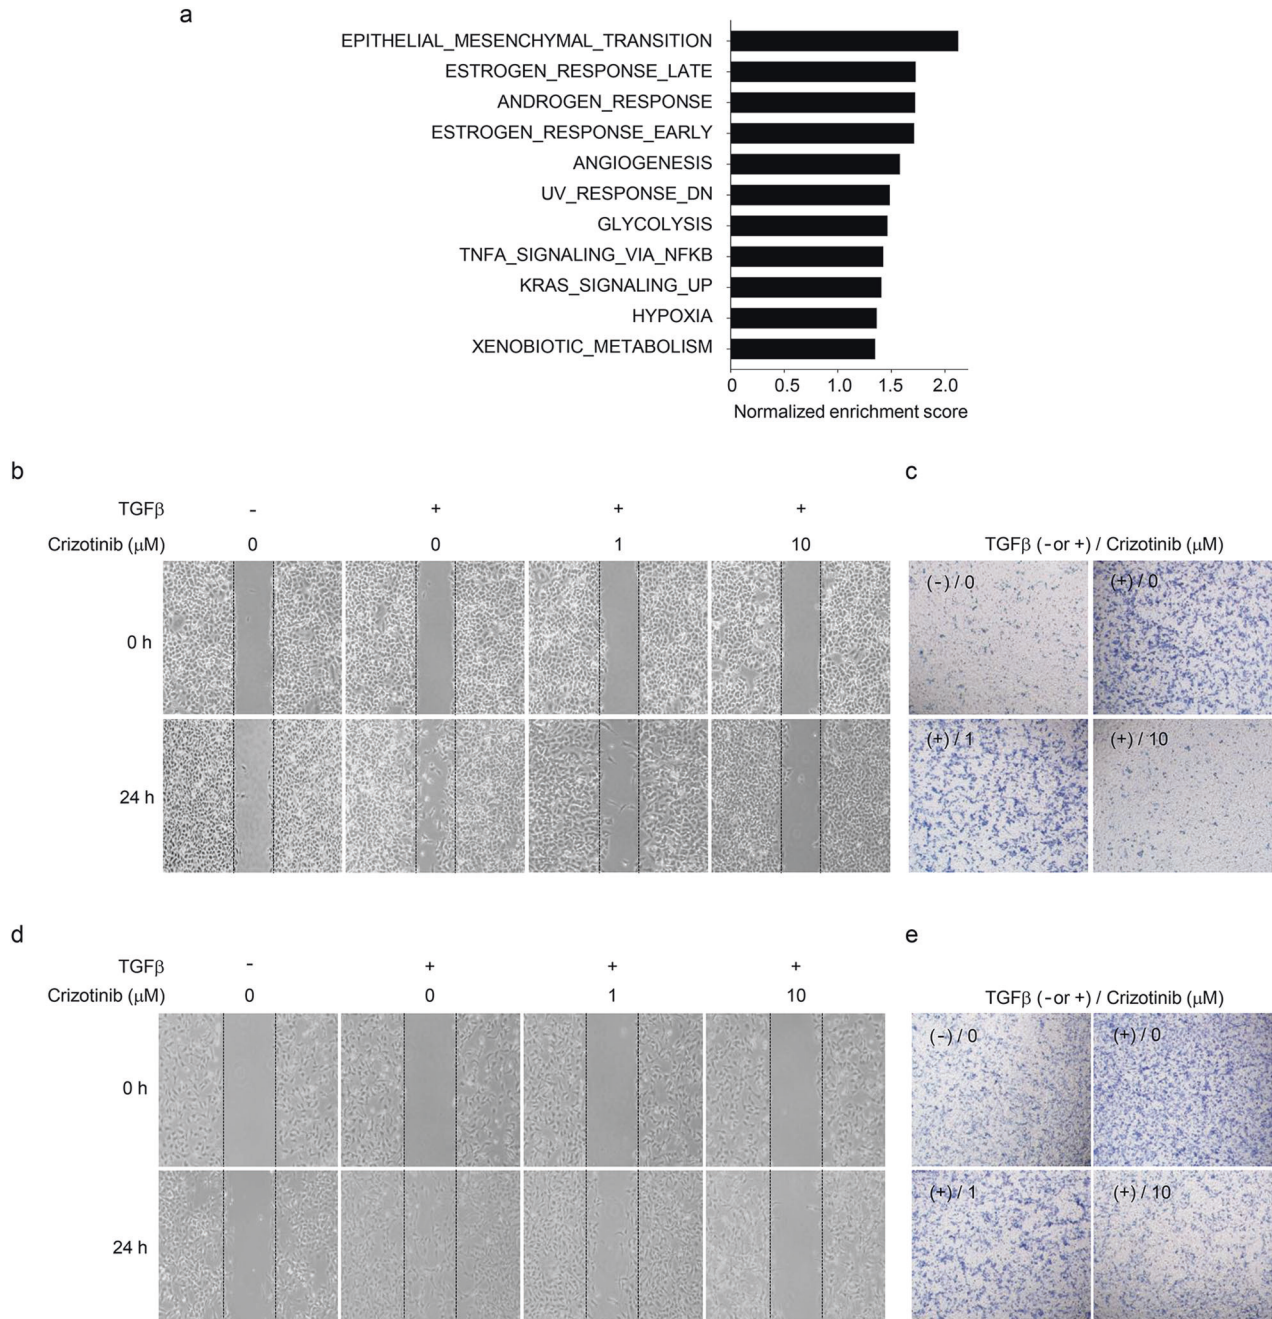 a
EPITHELIAL_MESENCHYMAL_TRANSITION
ESTROGEN_RESPONSE_LATE
ANDROGEN_RESPONSE
ESTROGEN_RESPONSE_EARLY
ANGIOGENESIS
UV_RESPONSE_DN
GLYCOLYSIS
TNFA_SIGNALING_VIA_NFKB
KRAS_SIGNALING_UP
HYPOXIA
XENOBIOTIC_METABOLISM
0 0.5 1.0 1.5 2.0
Normalized enrichment score
b
TGFβ - + + +
Crizotinib (μM) 0 0 1 10
0 h
24 h
c
TGFβ (-or +) / Crizotinib (μM)
(-) / 0 (+) / 0
(+) / 1 (+) / 10
d
TGFβ - + + +
Crizotinib (μM) 0 0 1 10
0 h
24 h
e
TGFβ (-or +) / Crizotinib (μM)
(-) / 0 (+) / 0
(+) / 1 (+) / 10